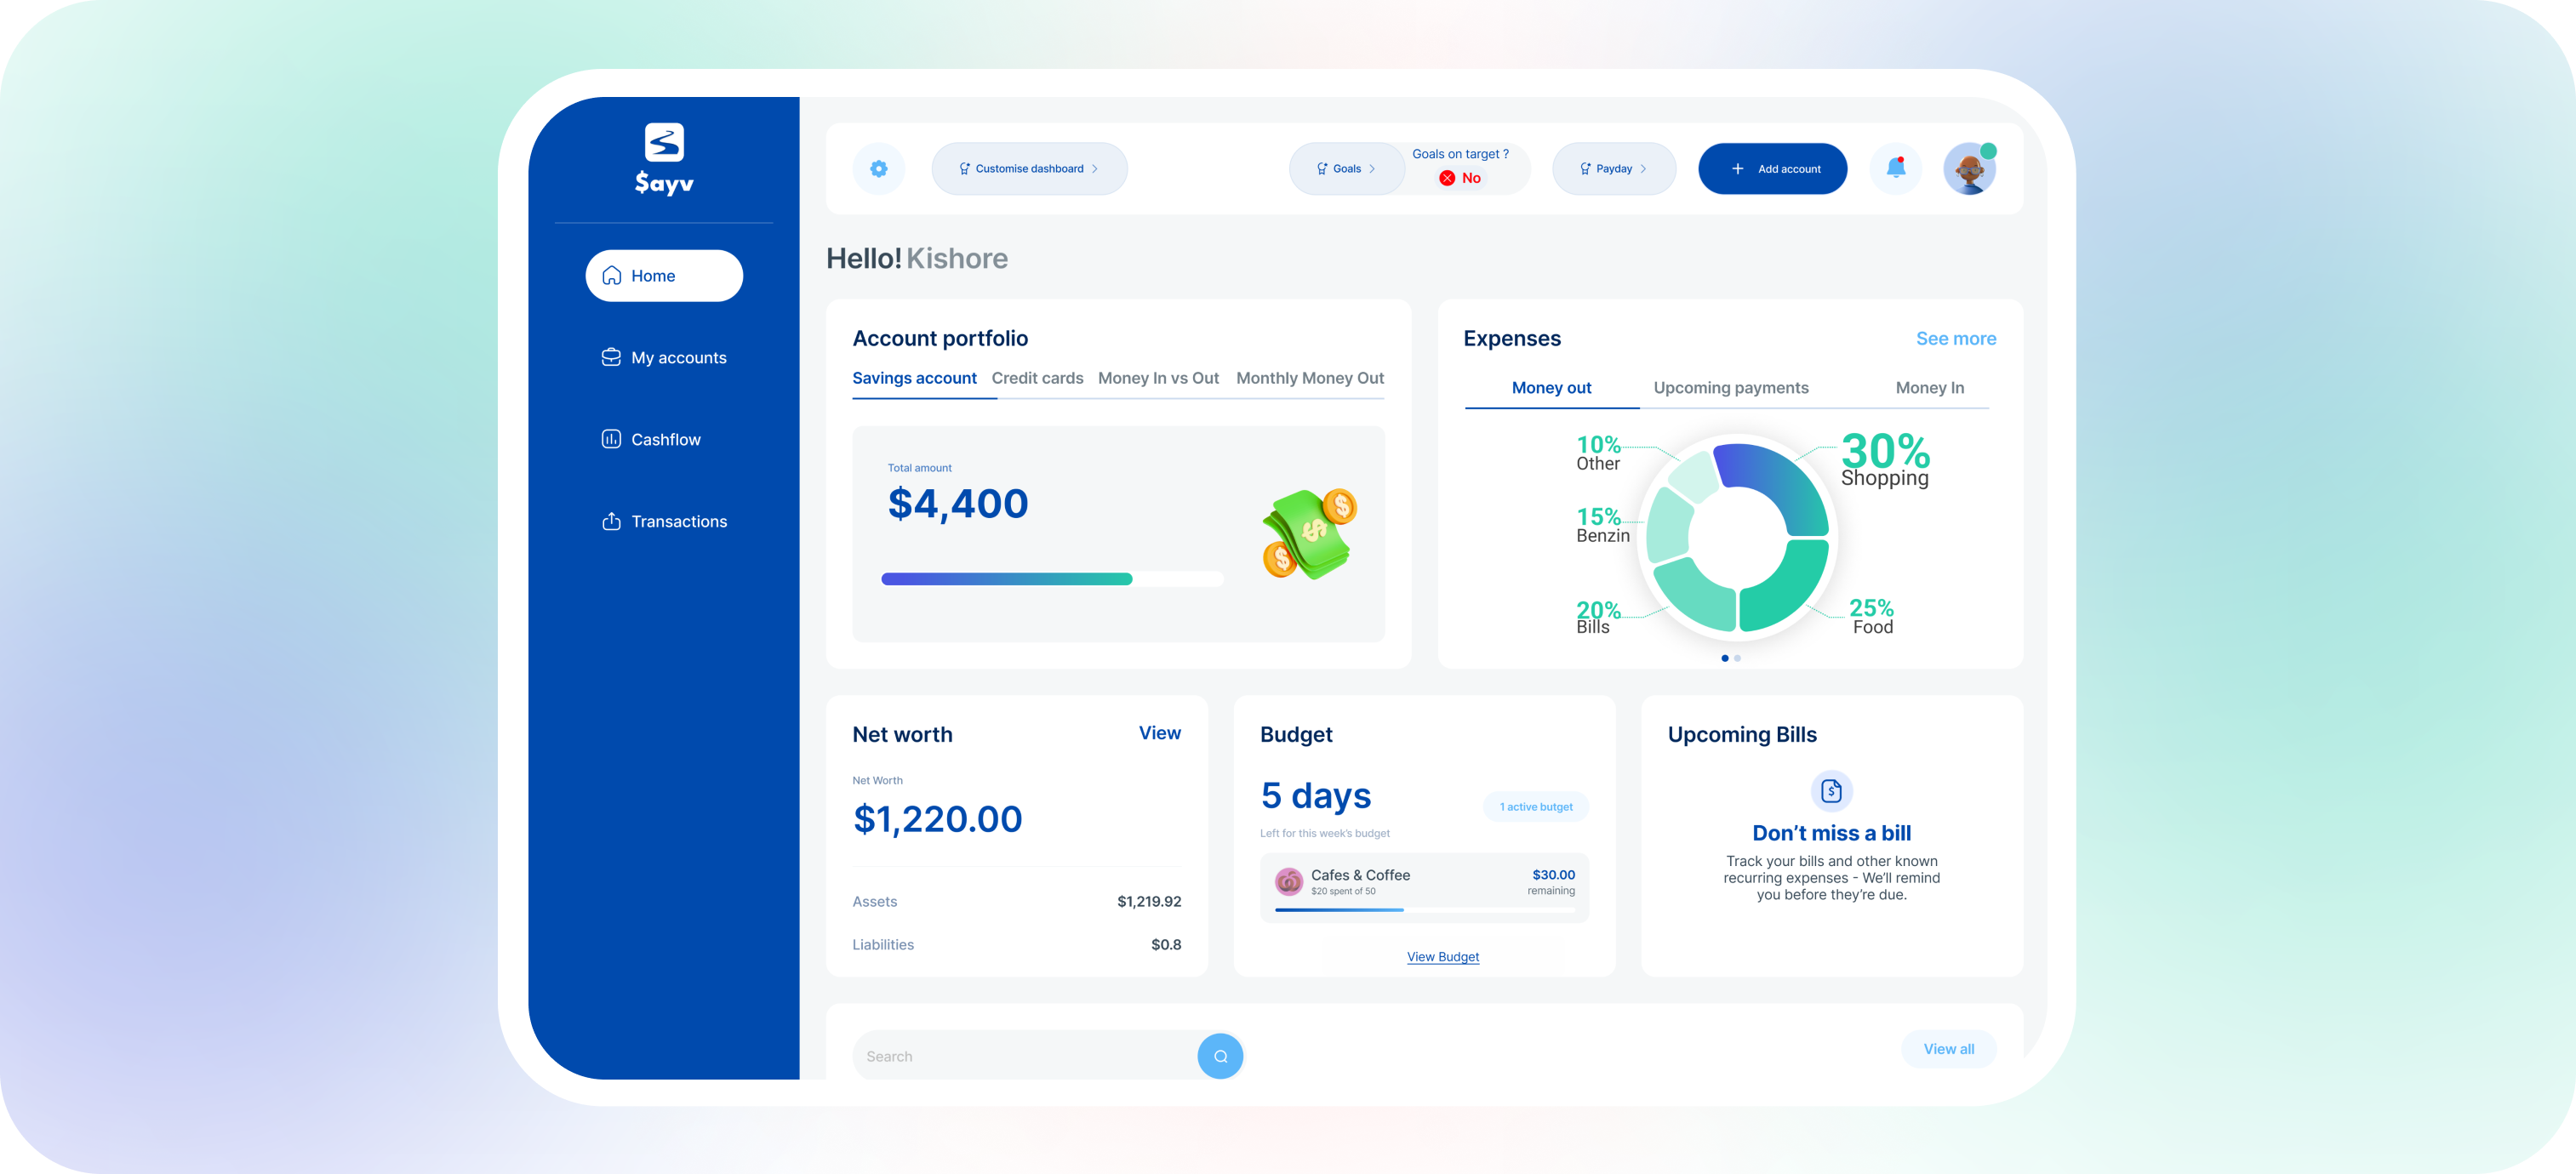 $ayv
Home
My accounts
Cashflow
Transactions
Customise dashboard
Goals
Goals on target ?
No
Payday
+ Add account
Hello! Kishore
Account portfolio
Savings account Credit cards Money In vs Out Monthly Money Out
Total amount
$4,400
Expenses
See more
Money out Upcoming payments Money In
10%
Other
30%
Shopping
15%
Benzin
20%
Bills
25%
Food
Net worth
View
Net Worth
$1,220.00
Assets $1,219.92
Liabilities $0.8
Budget
5 days
1 active butget
Left for this week's budget
Cafes & Coffee
$20 spent of 50
$30.00
remaining
View Budget
Upcoming Bills
Don’t miss a bill
Track your bills and other known
recurring expenses - We’ll remind
you before they’re due.
Search
View all